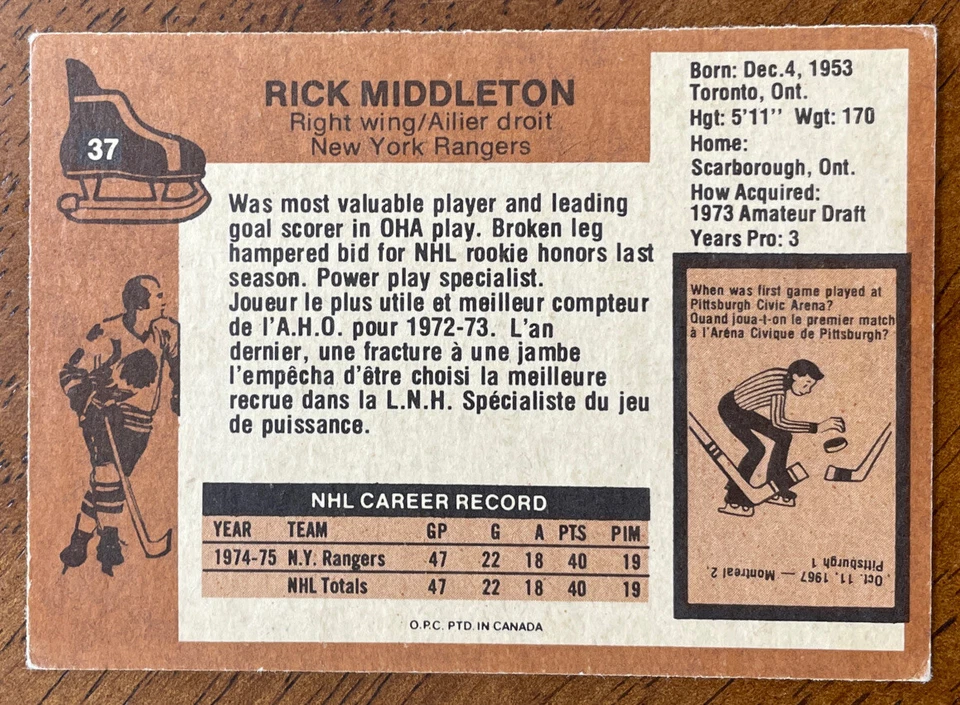 37
RICK MIDDLETON
Right wing/Ailier droit
New York Rangers
Born: Dec.4, 1953
Toronto, Ont.
Hgt: 5'11" Wgt: 170
Home:
Scarborough, Ont.
How Acquired:
1973 Amateur Draft
Years Pro: 3
Was most valuable player and leading
goal scorer in OHA play. Broken leg
hampered bid for NHL rookie honors last
season. Power play specialist.
Joueur le plus utile et meilleur compteur
de l'A.H.O. pour 1972-73. L'an
dernier, une fracture à une jambe
l'empêcha d'être choisi la meilleure
recrue dans la L.N.H. Spécialiste du jeu
de puissance.
When was first game played at
Pittsburgh Civic Arena?
Quand joua-t-on le premier match
à l'Aréna Civique de Pittsburgh?
Oct. 11, 1967 — Montreal 2,
Pittsburgh 1
NHL CAREER RECORD
YEAR TEAM GP G A PTS PIM
1974-75 N.Y. Rangers 47 22 18 40 19
NHL Totals 47 22 18 40 19
O.P.C. PTD. IN CANADA